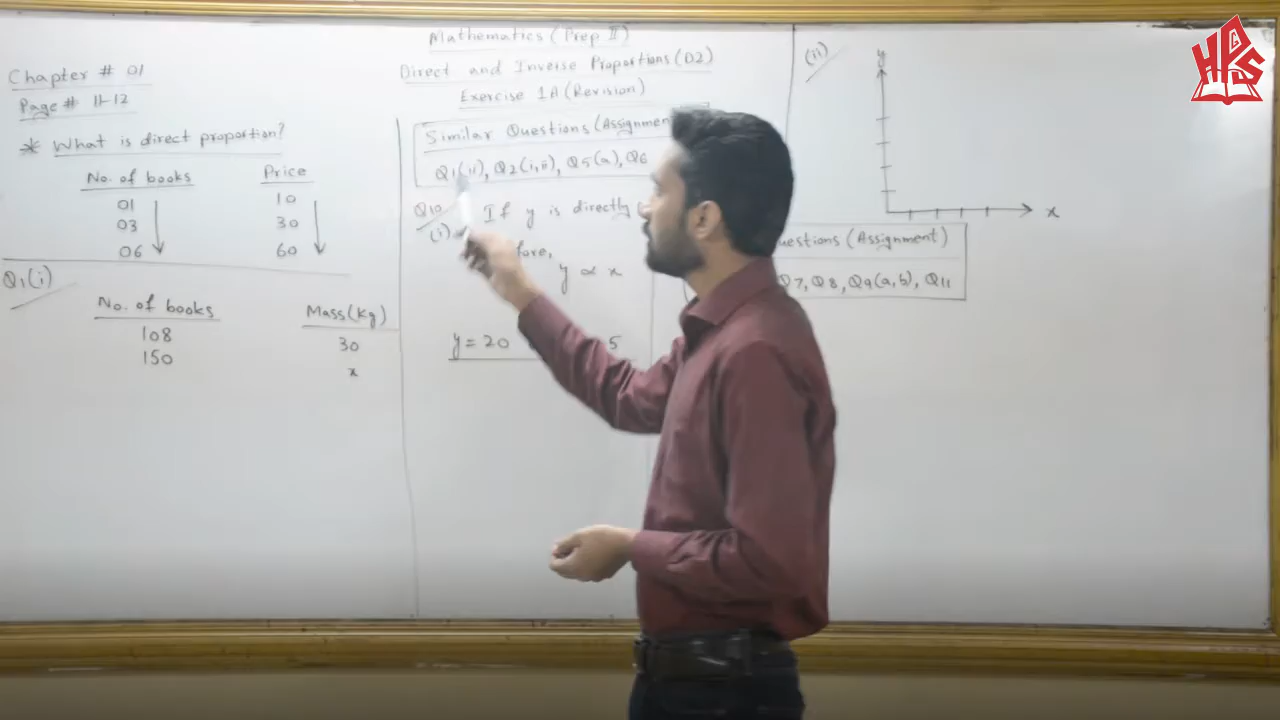 Mathematics (Prep II)
Direct and Inverse Proportions (D2)
Exercise 1A (Revision)
Chapter # 01
Page # 11-12
* What is direct proportion?
No. of books Price
01 10
03 30
06 60
Q1(i)
No. of books Mass(Kg)
108 30
150 x
Similar Questions (Assignmen
Q1(ii), Q2(i,ii), Q5(a), Q6
Q10
(i) If y is directly
fore,
y ∝ x
y = 20 5
(ii)
y
x
uestions (Assignment)
Q7, Q8, Q9(a,b), Q11
HPGS